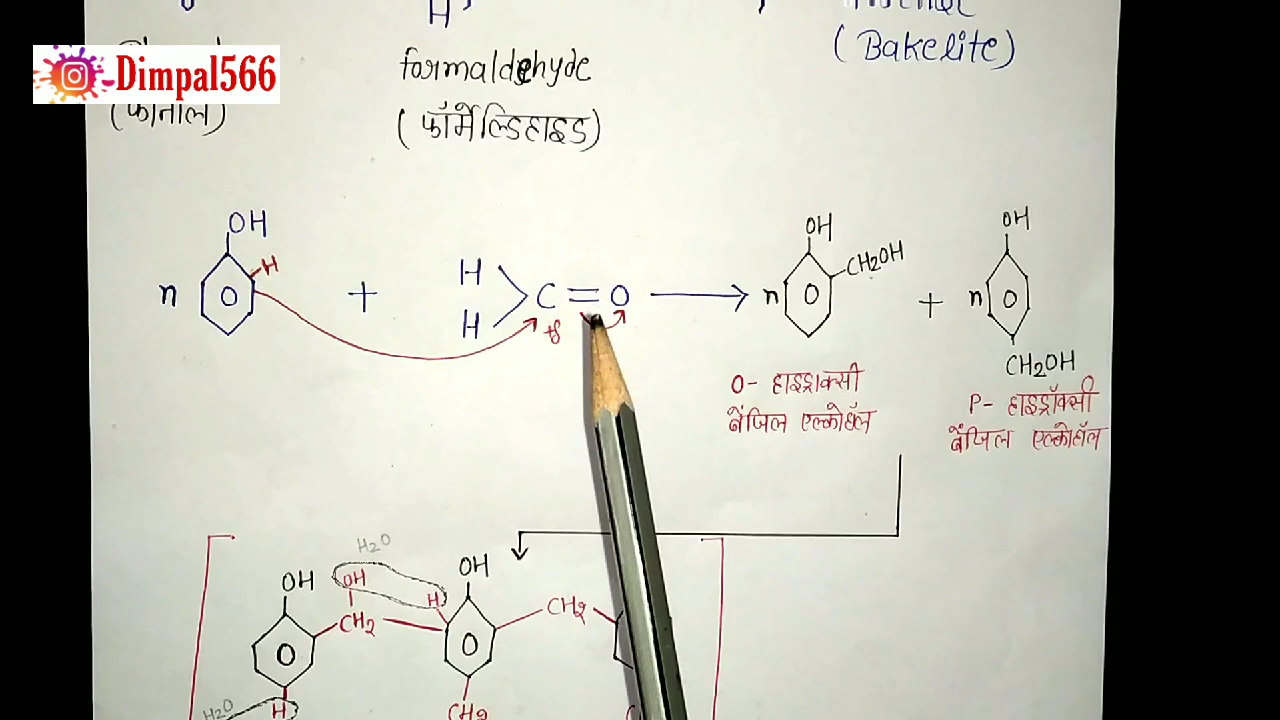 (Bakelite)
Dimpal566
formaldehyde
(फॉर्मेल्डिहाइड)
OH
H
n
O
+
H
H
C = O
+δ
OH
CH2OH
n
O
+
OH
n
O
CH2OH
O- हाइड्राक्सी
बेंजिल एल्कोहॅल
P- हाइड्रॉक्सी
बेंजिल एल्कोहॉल
H2O
OH
OH
H
OH
CH2
CH2
O
O
H2O
H
CH2